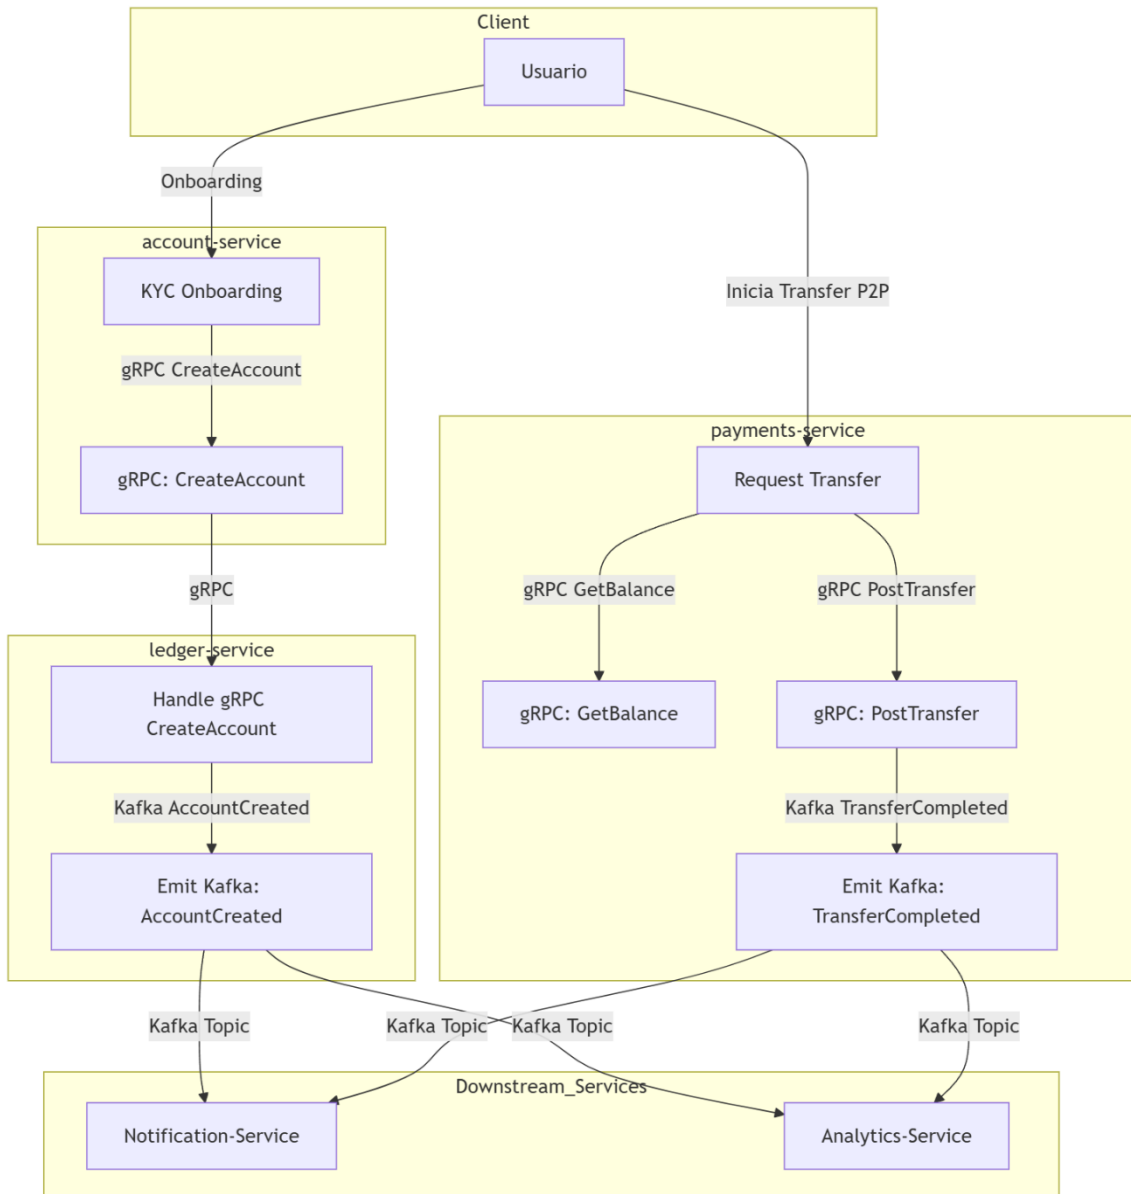 Client
Usuario
Onboarding
account-service
KYC Onboarding
Inicia Transfer P2P
gRPC CreateAccount
payments-service
gRPC: CreateAccount
Request Transfer
gRPC
gRPC GetBalance
gRPC PostTransfer
ledger-service
Handle gRPC
CreateAccount
gRPC: GetBalance
gRPC: PostTransfer
Kafka AccountCreated
Kafka TransferCompleted
Emit Kafka:
AccountCreated
Emit Kafka:
TransferCompleted
Kafka Topic
Kafka Topic
Kafka Topic
Kafka Topic
Downstream_Services
Notification-Service
Analytics-Service